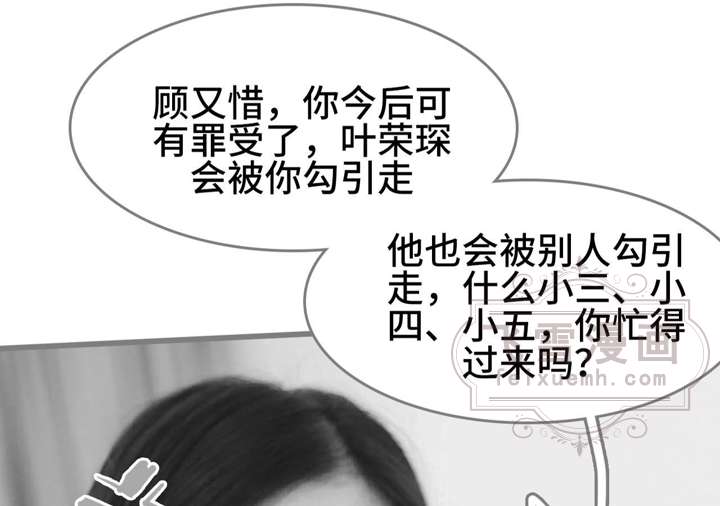 顾又惜，你今后可
有罪受了，叶荣琛
会被你勾引走
他也会被别人勾引
走，什么小三、小
四、小五，你忙得
过来吗？
飞雪漫画
feixuemh.com